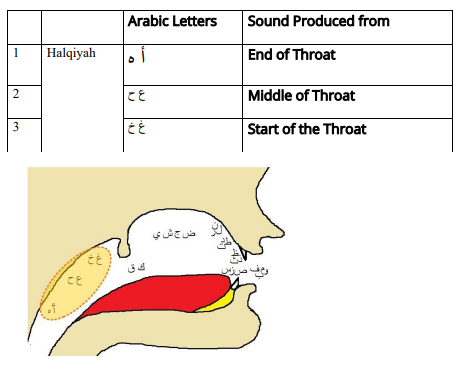 Arabic Letters Sound Produced from
1 Halqiyah أ ه End of Throat
2 ع ح Middle of Throat
3 غ خ Start of the Throat
ض ج ش ي
غ خ
ك ق
ع ح
أ ه